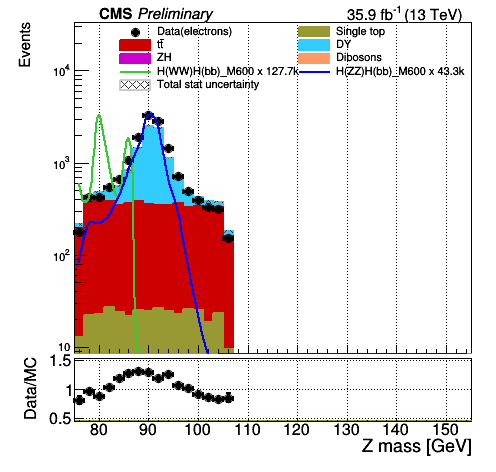 CMS Preliminary 35.9 fb⁻¹ (13 TeV)
Events
Data(electrons) Single top
tt̄ DY
ZH Dibosons
H(WW)H(bb)_M600 x 127.7k H(ZZ)H(bb)_M600 x 43.3k
Total stat uncertainty
10⁴
10³
10²
10
Data/MC
1.5
1
0.5
80 90 100 110 120 130 140 150
Z mass [GeV]